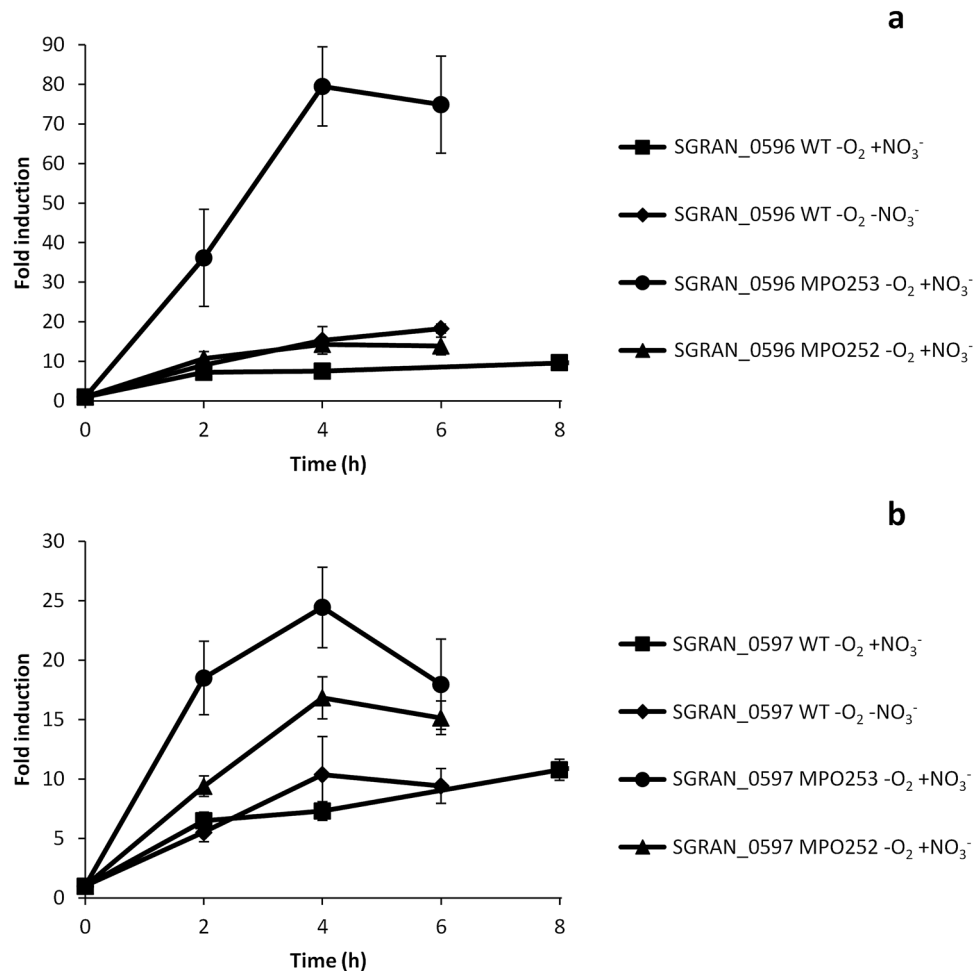 a
90
80
70
60
50
40
30
20
10
0
Fold induction
0 2 4 6 8
Time (h)
SGRAN_0596 WT -O₂ +NO₃⁻
SGRAN_0596 WT -O₂ -NO₃⁻
SGRAN_0596 MPO253 -O₂ +NO₃⁻
SGRAN_0596 MPO252 -O₂ +NO₃⁻
b
30
25
20
15
10
5
0
Fold induction
0 2 4 6 8
Time (h)
SGRAN_0597 WT -O₂ +NO₃⁻
SGRAN_0597 WT -O₂ -NO₃⁻
SGRAN_0597 MPO253 -O₂ +NO₃⁻
SGRAN_0597 MPO252 -O₂ +NO₃⁻